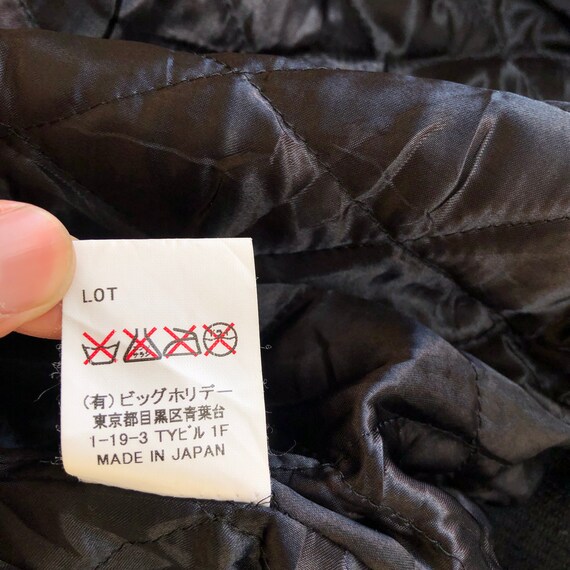 LOT
(有)ビッグホリデー
東京都目黒区青葉台
1-19-3 TYビル 1F
MADE IN JAPAN